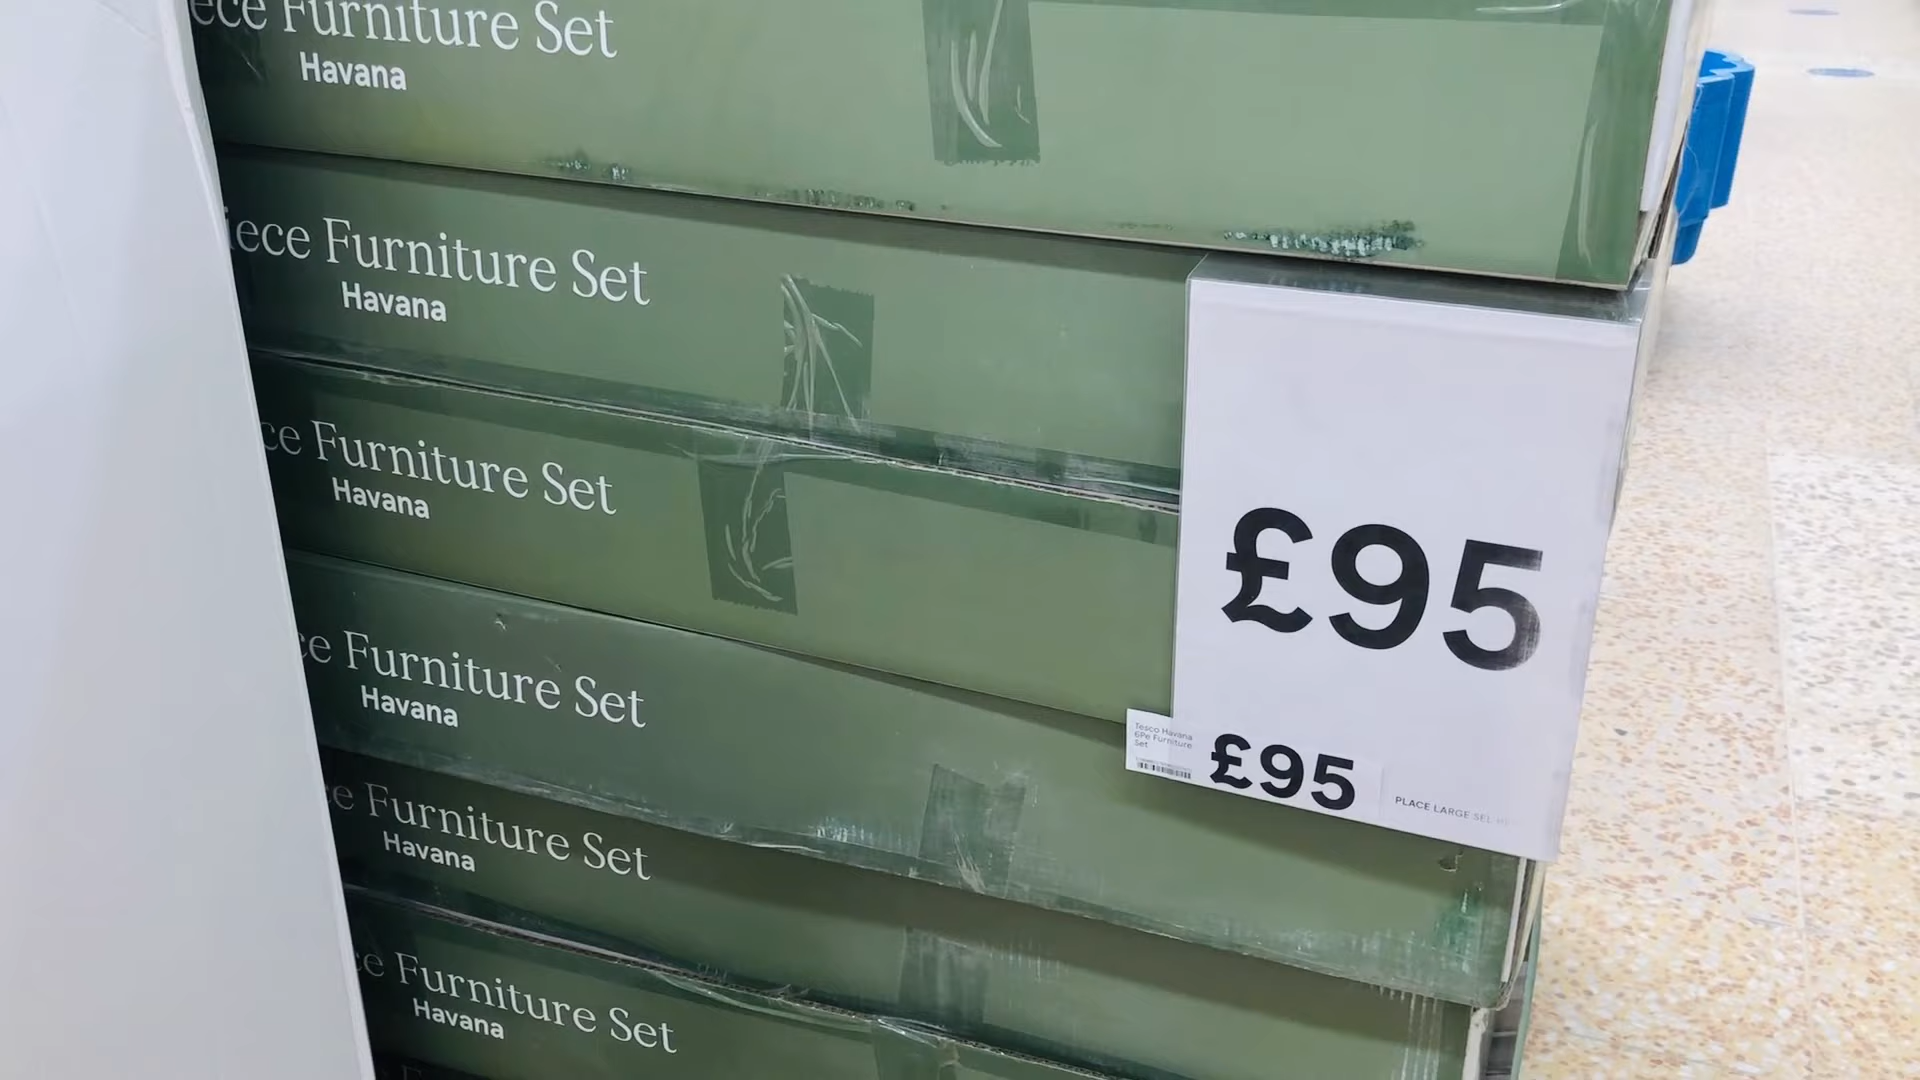 ece Furniture Set
Havana
iece Furniture Set
Havana
ce Furniture Set
Havana
ce Furniture Set
Havana
ce Furniture Set
Havana
ce Furniture Set
Havana
£95
Tesco Havana
6Pe Furniture
Set
£95
PLACE LARGE SEL